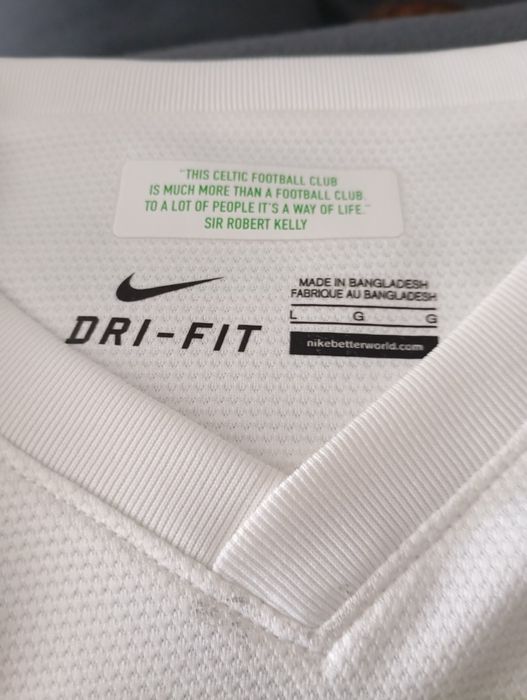 "THIS CELTIC FOOTBALL CLUB
IS MUCH MORE THAN A FOOTBALL CLUB.
TO A LOT OF PEOPLE IT'S A WAY OF LIFE."
SIR ROBERT KELLY
DRI-FIT
MADE IN BANGLADESH
FABRIQUE AU BANGLADESH
L G G
nikebetterworld.com